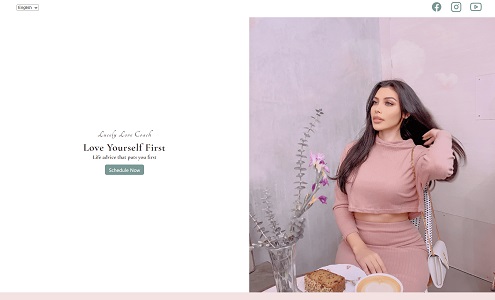 English
Lovely Love Coach
Love Yourself First
Life advice that puts you first
Schedule Now